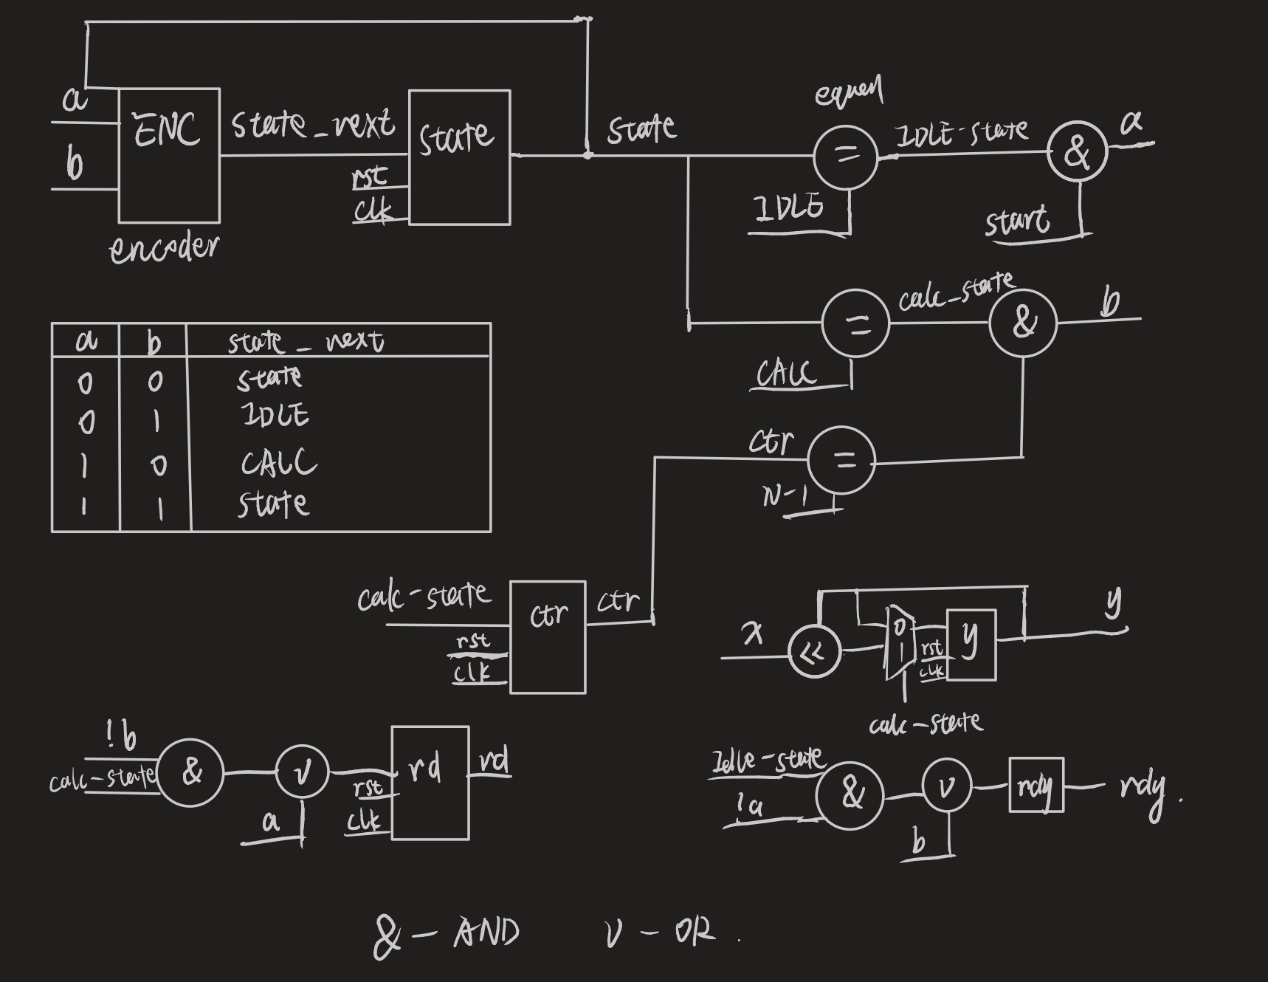 a
b
ENC
encoder
state_next
state
rst
clk
state
equal
=
IDLE
IDLE-state
&
a
start
=
CALC
calc_state
&
b
ctr
N-1
=
a b state_next
0 0 state
0 1 IDLE
1 0 CALC
1 1 state
calc-state
rst
clk
ctr
ctr
x
<<
0
1
rst
clk
y
y
calc-state
!b
calc-state
&
v
a
rst
clk
rd
rd
Idle-state
!a
&
v
b
rdy
rdy.
& - AND v - OR.